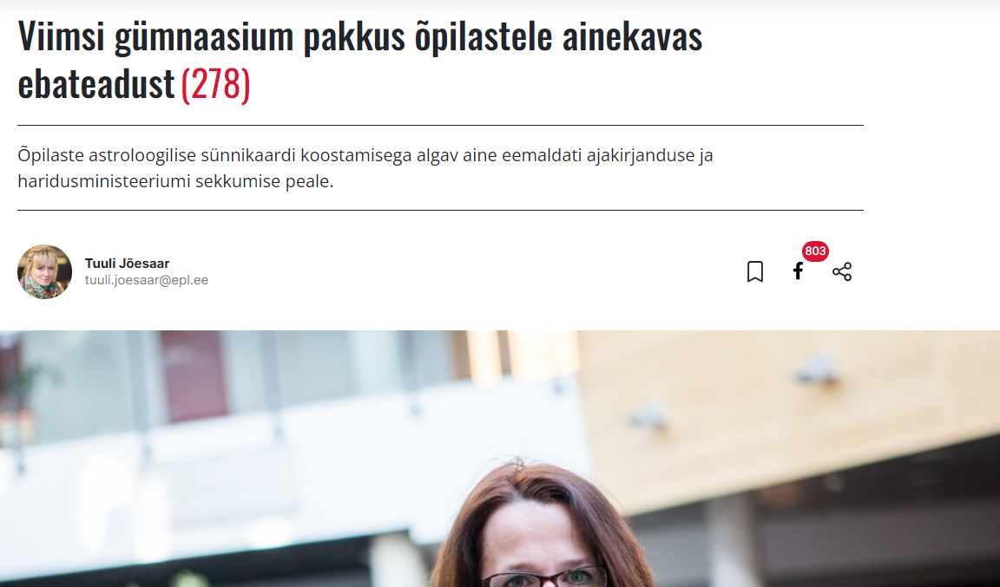 Viimsi gümnaasium pakkus õpilastele ainekavas
ebateadust (278)
Õpilaste astroloogilise sünnikaardi koostamisega algav aine eemaldati ajakirjanduse ja
haridusministeeriumi sekkumise peale.
Tuuli Jõesaar
tuuli.joesaar@epl.ee
803